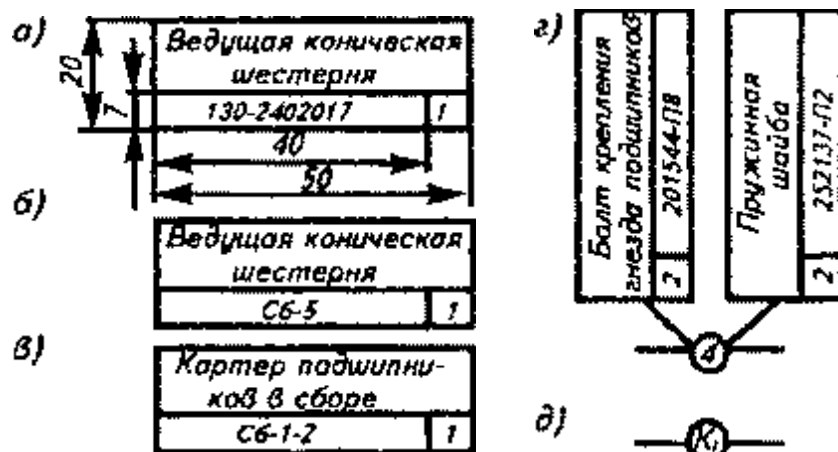 а)
20
7
Ведущая коническая
шестерня
130-2402017 1
40
50
б)
Ведущая коническая
шестерня
С6-5 1
в)
Картер подшипни-
ков в сборе
С6-1-2 1
г)
Болт крепления
гнезда подшипников
2 201544-П8
Пружинная
шайба
2 252137-П2
4
д)
К₁